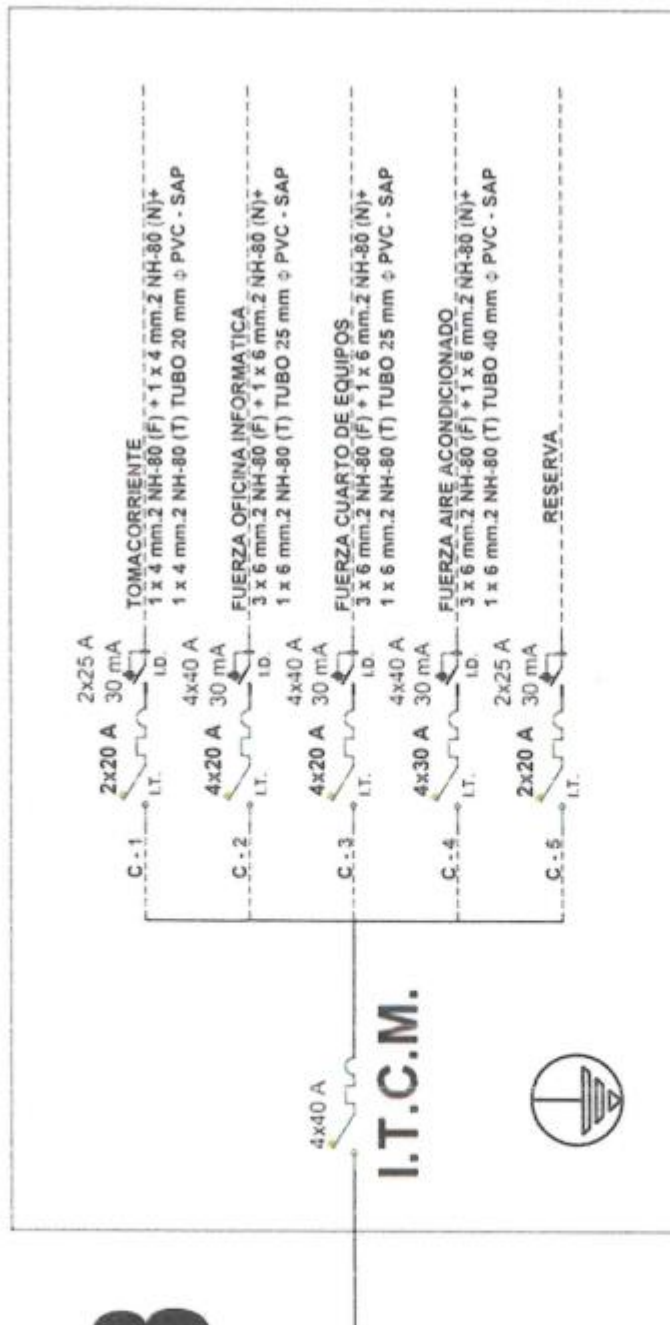 4x40 A
I.T.C.M.
C - 1
2x20 A
I.T.
2x25 A
30 mA
I.D.
TOMACORRIENTE
1 x 4 mm.2 NH-80 (F) + 1 x 4 mm.2 NH-80 (N)+
1 x 4 mm.2 NH-80 (T) TUBO 20 mm ϕ PVC - SAP
C - 2
4x20 A
I.T.
4x40 A
30 mA
I.D.
FUERZA OFICINA INFORMATICA
3 x 6 mm.2 NH-80 (F) + 1 x 6 mm.2 NH-80 (N)+
1 x 6 mm.2 NH-80 (T) TUBO 25 mm ϕ PVC - SAP
C - 3
4x20 A
I.T.
4x40 A
30 mA
I.D.
FUERZA CUARTO DE EQUIPOS
3 x 6 mm.2 NH-80 (F) + 1 x 6 mm.2 NH-80 (N)+
1 x 6 mm.2 NH-80 (T) TUBO 25 mm ϕ PVC - SAP
C - 4
4x30 A
I.T.
4x40 A
30 mA
I.D.
FUERZA AIRE ACONDICIONADO
3 x 6 mm.2 NH-80 (F) + 1 x 6 mm.2 NH-80 (N)+
1 x 6 mm.2 NH-80 (T) TUBO 40 mm ϕ PVC - SAP
C - 5
2x20 A
I.T.
2x25 A
30 mA
I.D.
RESERVA